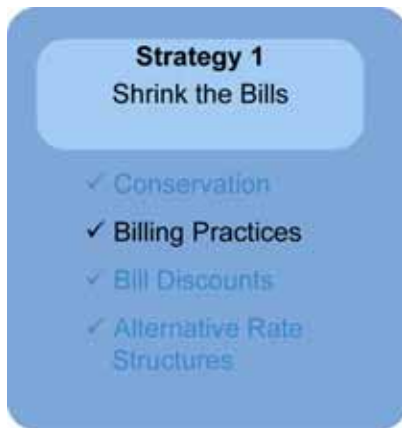 Strategy 1
Shrink the Bills
✓ Conservation
✓ Billing Practices
✓ Bill Discounts
✓ Alternative Rate
Structures